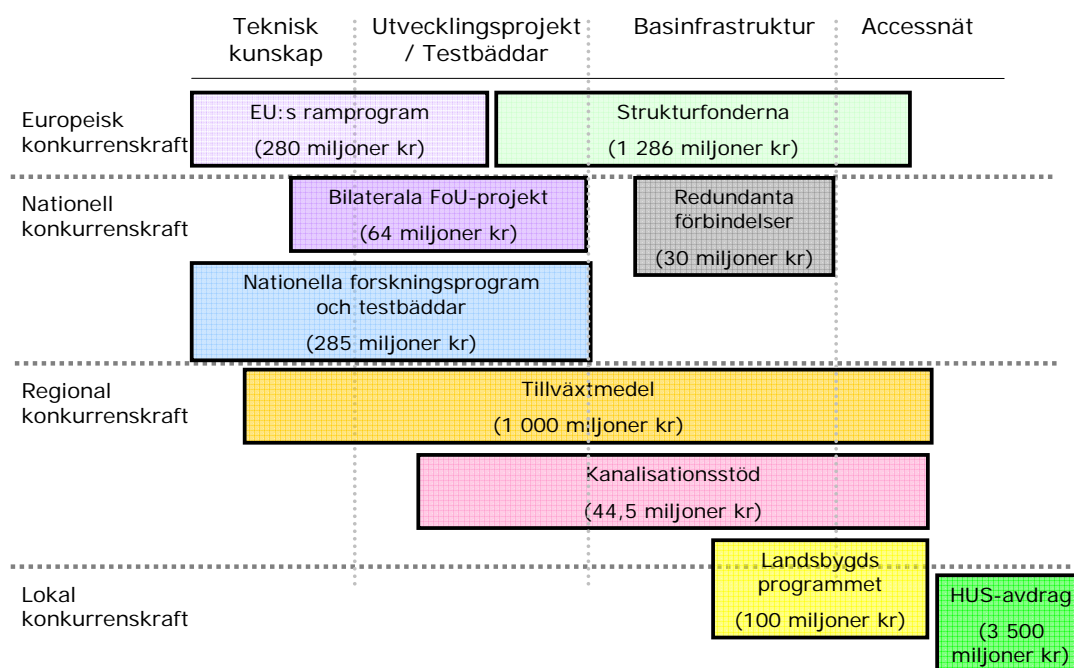 Teknisk
kunskap
Utvecklingsprojekt
/ Testbäddar
Basinfrastruktur
Accessnät
Europeisk
konkurrenskraft
EU:s ramprogram
(280 miljoner kr)
Strukturfonderna
(1 286 miljoner kr)
Nationell
konkurrenskraft
Bilaterala FoU-projekt
(64 miljoner kr)
Redundanta
förbindelser
(30 miljoner kr)
Nationella forskningsprogram
och testbäddar
(285 miljoner kr)
Regional
konkurrenskraft
Tillväxtmedel
(1 000 miljoner kr)
Kanalisationsstöd
(44,5 miljoner kr)
Landsbygds
programmet
(100 miljoner kr)
Lokal
konkurrenskraft
HUS-avdrag
(3 500
miljoner kr)